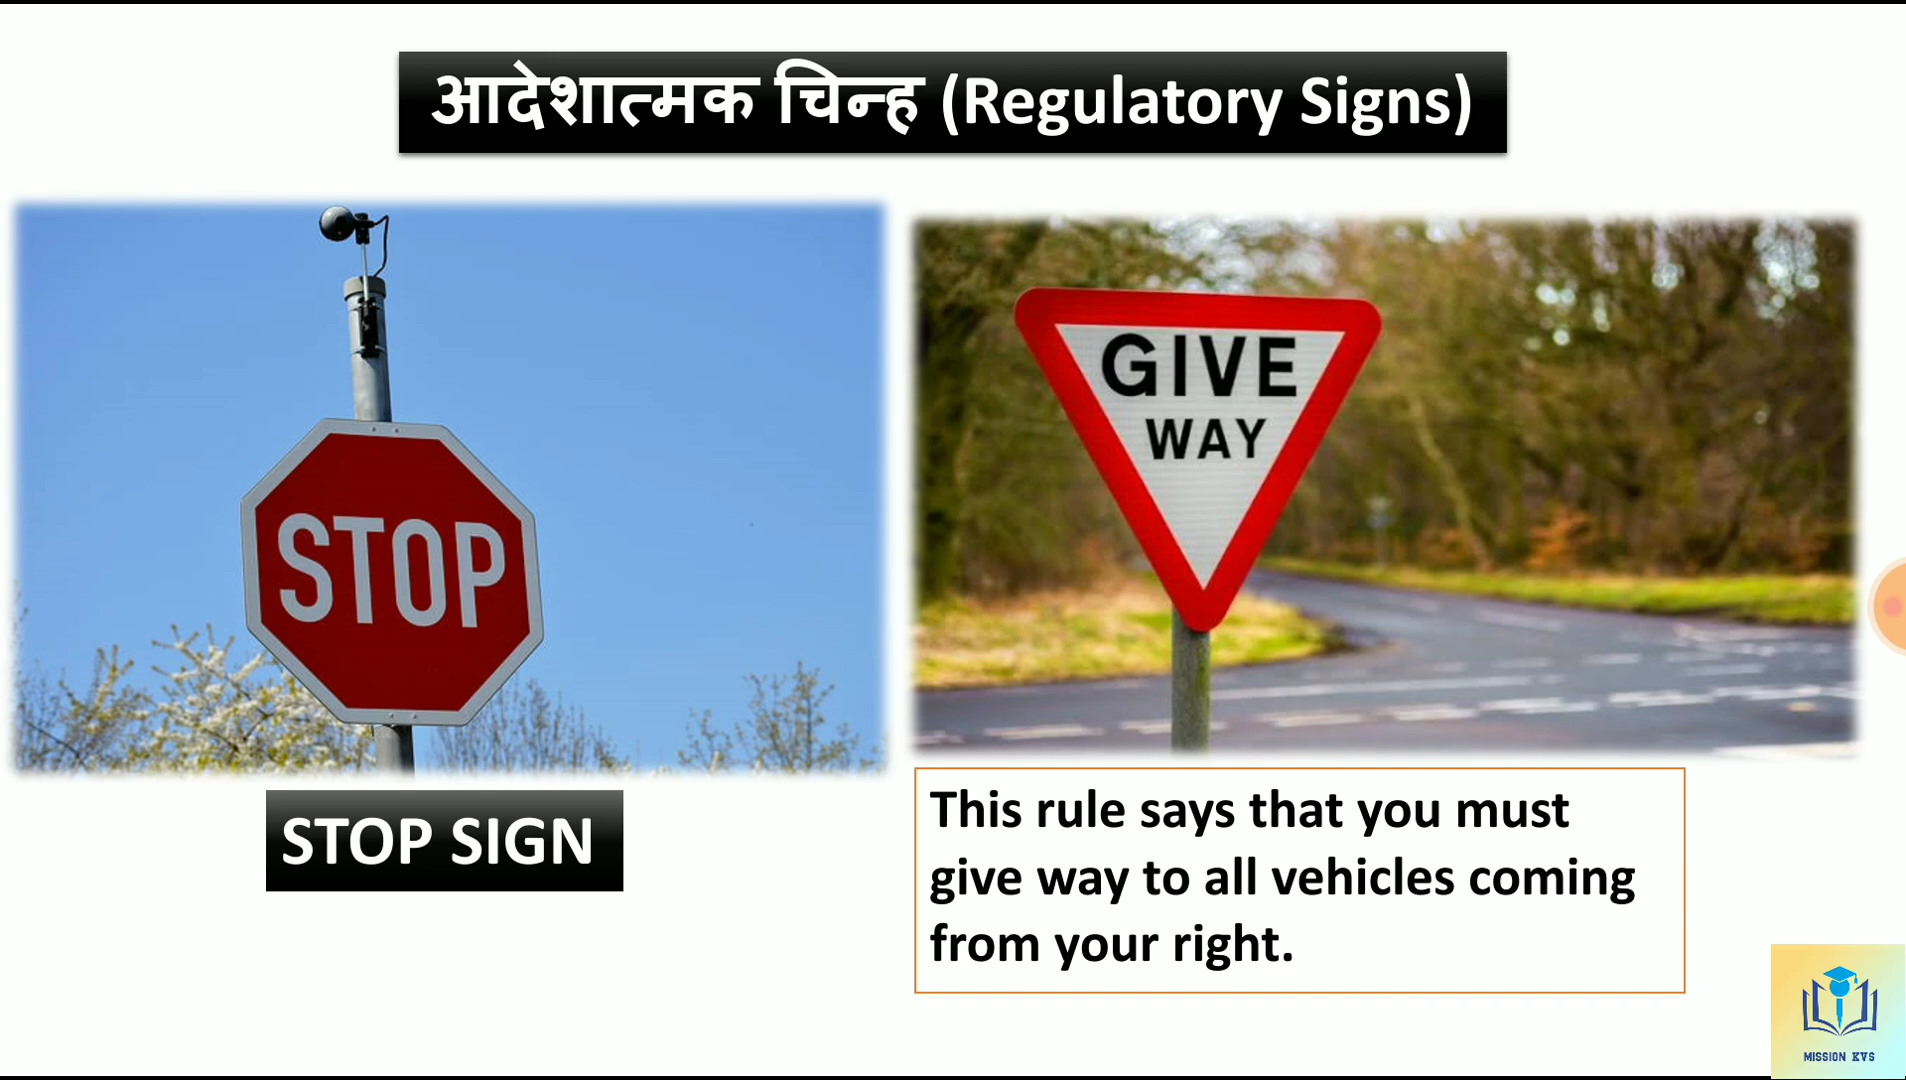 आदेशात्मक चिन्ह (Regulatory Signs)
STOP
GIVE
WAY
STOP SIGN
This rule says that you must
give way to all vehicles coming
from your right.
MISSION KVS